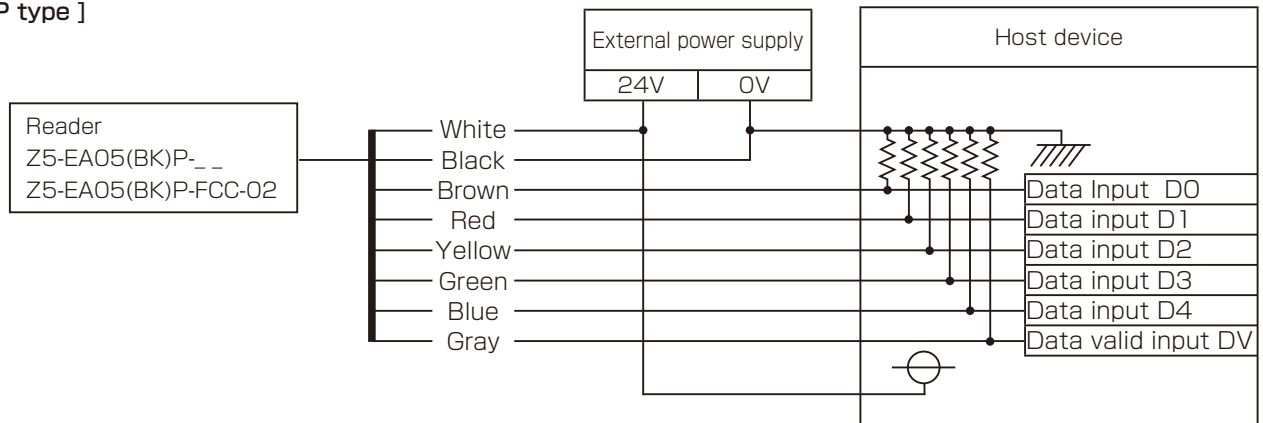 P type ]
External power supply
24V
0V
Host device
Reader
Z5-EA05(BK)P-_ _
Z5-EA05(BK)P-FCC-02
White
Black
Brown
Red
Yellow
Green
Blue
Gray
Data Input D0
Data input D1
Data input D2
Data input D3
Data input D4
Data valid input DV